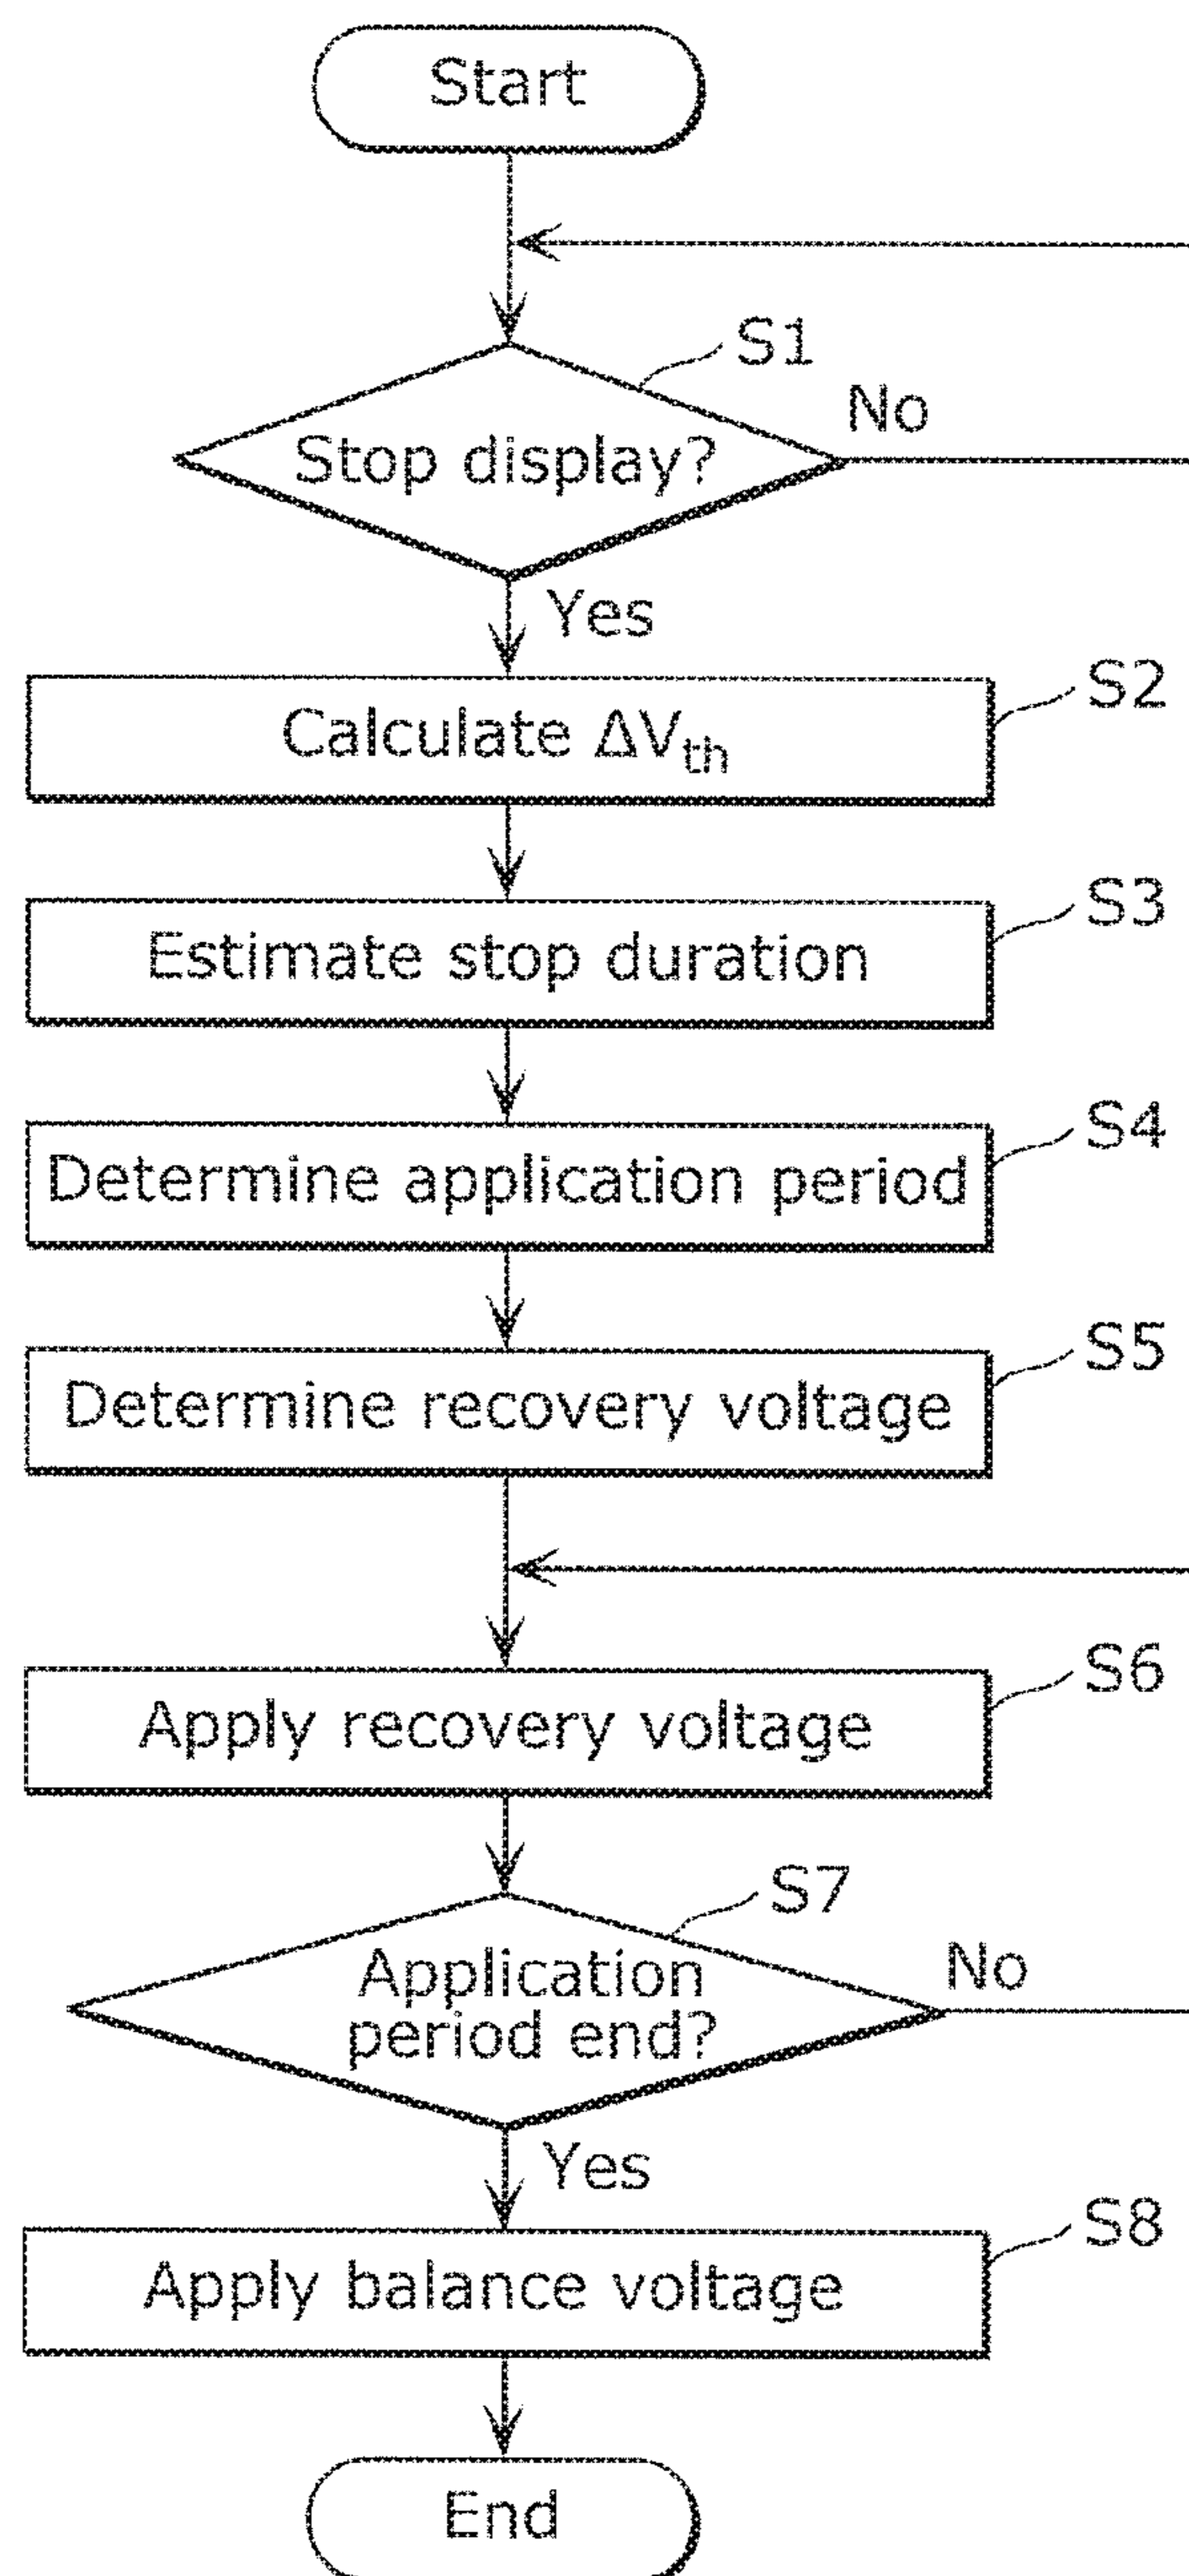 Start
S1
No
Stop display?
Yes
S2
Calculate ΔVth
S3
Estimate stop duration
S4
Determine application period
S5
Determine recovery voltage
S6
Apply recovery voltage
S7
No
Application
period end?
Yes
S8
Apply balance voltage
End